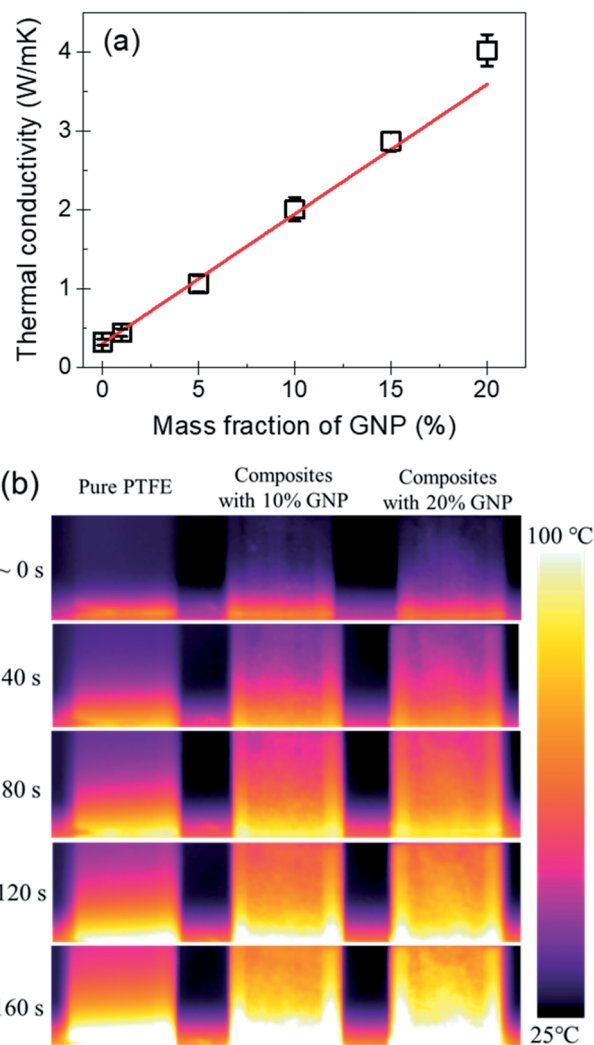 (a)
Thermal conductivity (W/mK)
4
3
2
1
0
0 5 10 15 20
Mass fraction of GNP (%)
(b)
Pure PTFE
Composites
with 10% GNP
Composites
with 20% GNP
100 ℃
~ 0 s
40 s
80 s
120 s
160 s
25℃